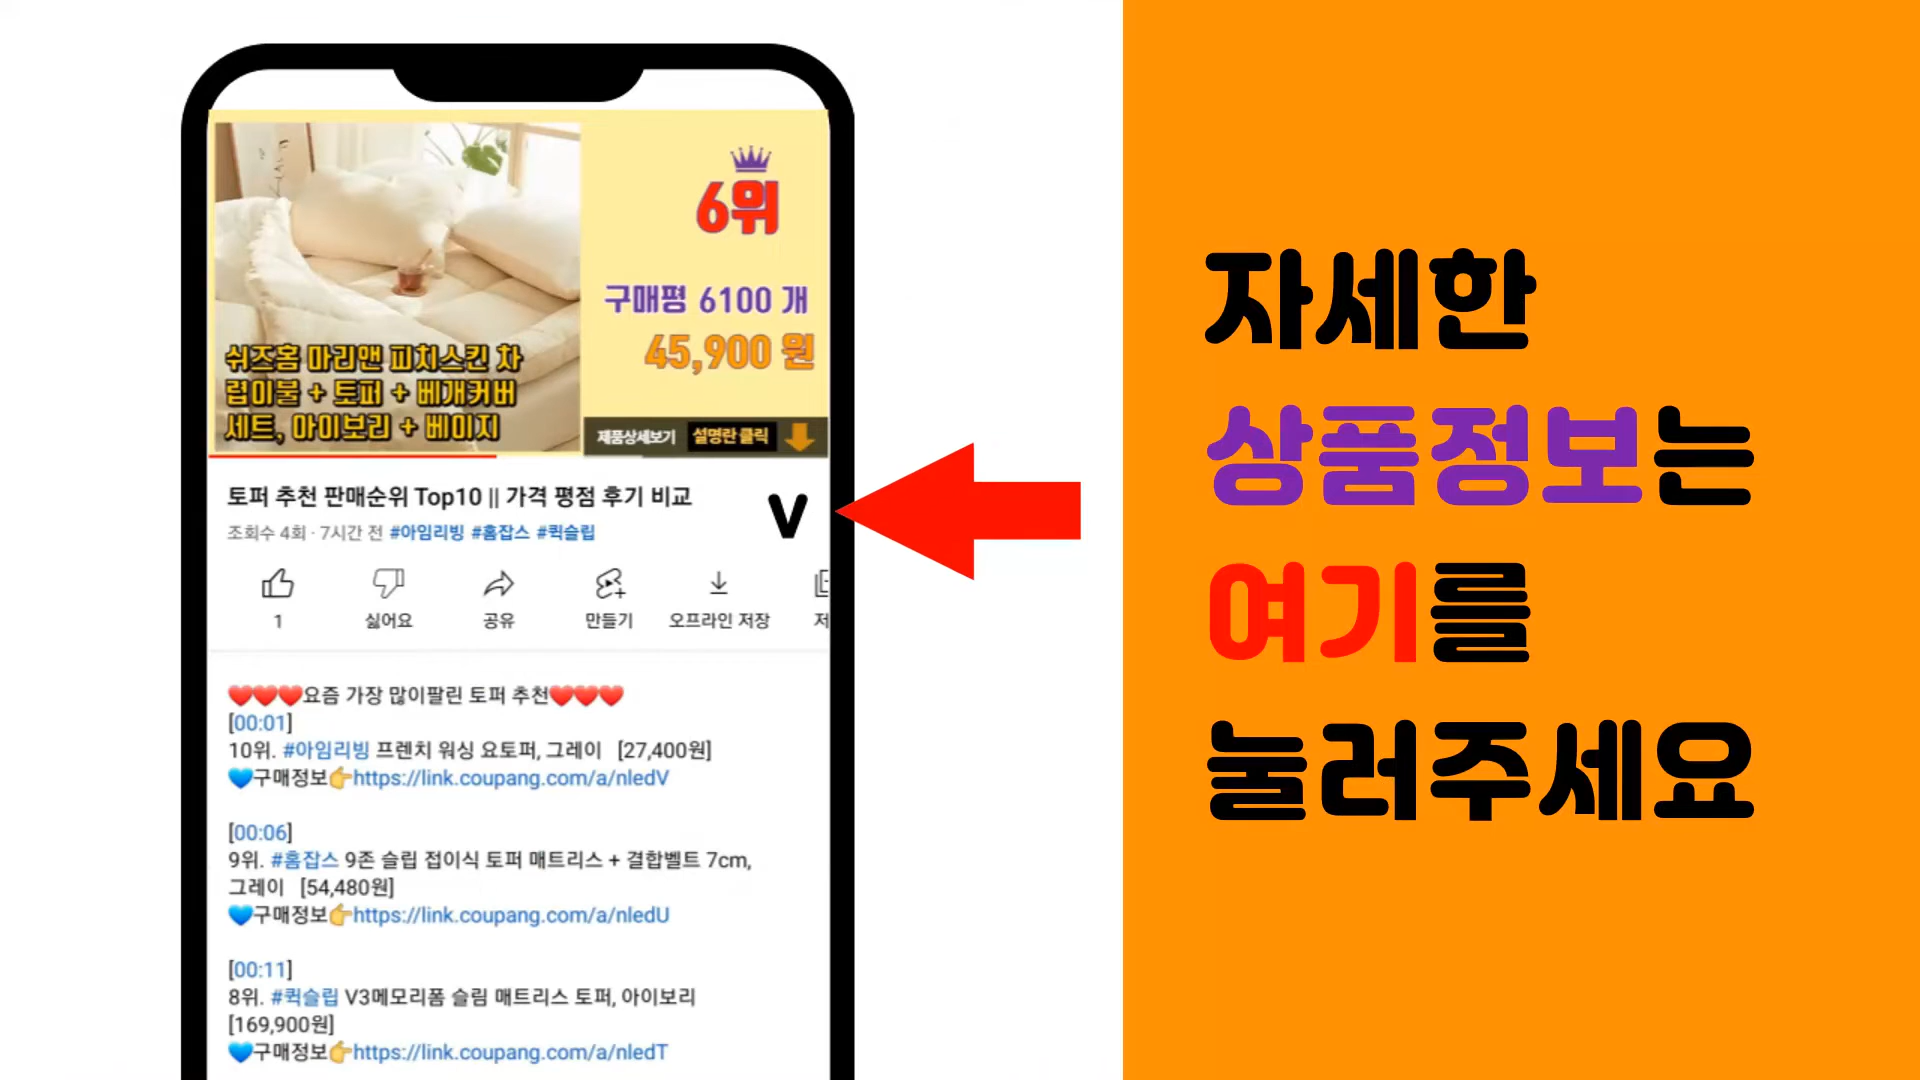 6위
구매평 6100 개
45,900 원
쉬즈홈 마리앤 피치스킨 차
렵이불 + 토퍼 + 베개커버
세트, 아이보리 + 베이지
제품상세보기 설명란 클릭
토퍼 추천 판매순위 Top10 || 가격 평점 후기 비교
V
조회수 4회 · 7시간 전 #아임리빙 #홈잡스 #퀵슬립
1 싫어요 공유 만들기 오프라인 저장 저
❤️❤️❤️요즘 가장 많이팔린 토퍼 추천❤️❤️❤️
[00:01]
10위. #아임리빙 프렌치 워싱 요토퍼, 그레이 [27,400원]
💙구매정보👉https://link.coupang.com/a/nledV
[00:06]
9위. #홈잡스 9존 슬립 접이식 토퍼 매트리스 + 결합벨트 7cm,
그레이 [54,480원]
💙구매정보👉https://link.coupang.com/a/nledU
[00:11]
8위. #퀵슬립 V3메모리폼 슬림 매트리스 토퍼, 아이보리
[169,900원]
💙구매정보👉https://link.coupang.com/a/nledT
자세한
상품정보는
여기를
눌러주세요